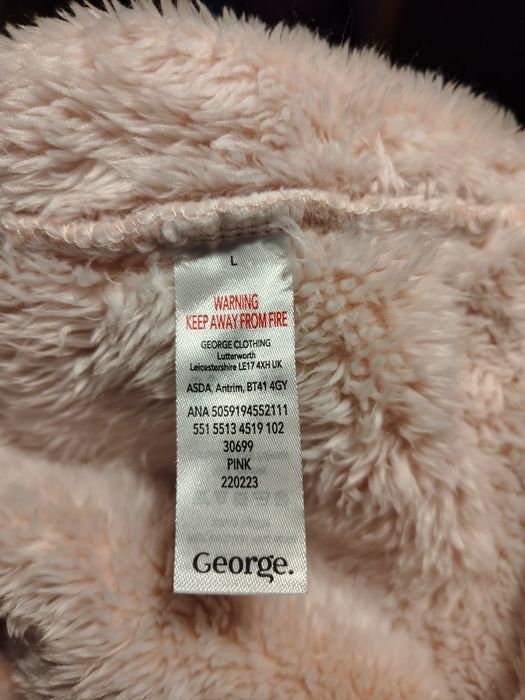 L
WARNING
KEEP AWAY FROM FIRE
GEORGE CLOTHING
Lutterworth
Leicestershire LE17 4XH UK
ASDA, Antrim, BT41 4GY
ANA 5059194552111
551 5513 4519 102
30699
PINK
220223
George.